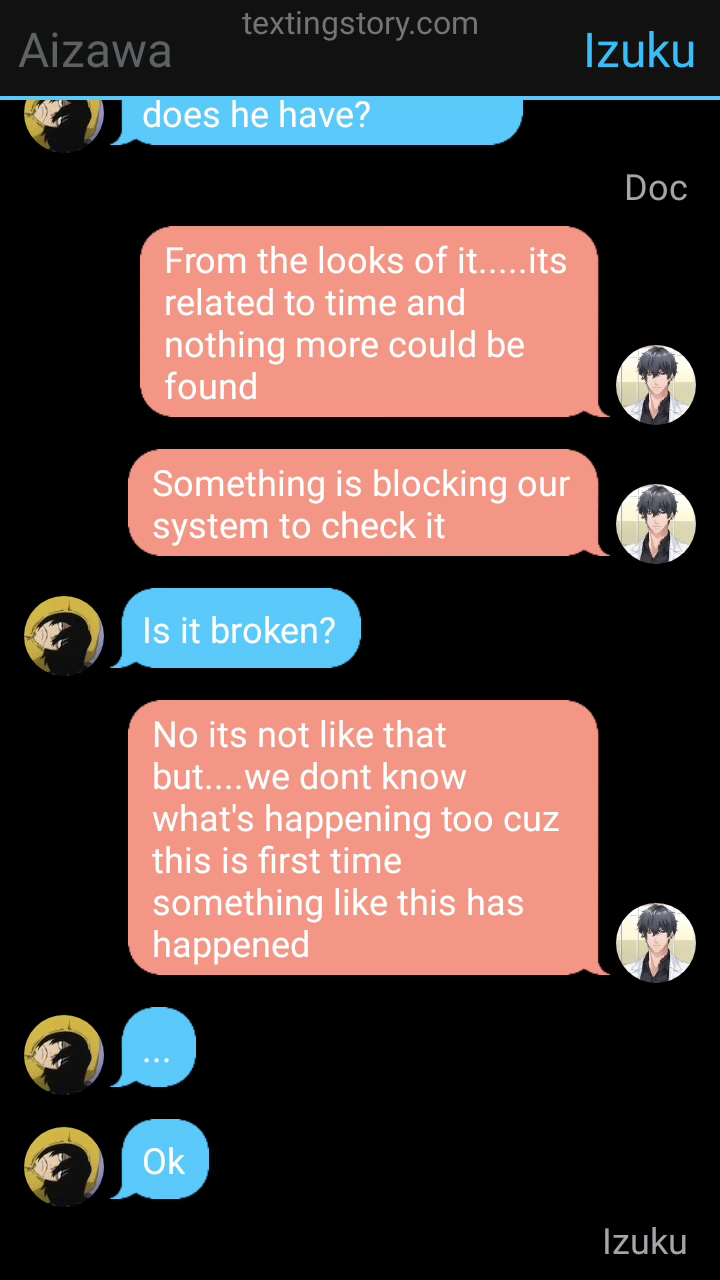 textingstory.com
Aizawa
Izuku
does he have?
Doc
From the looks of it.....its
related to time and
nothing more could be
found
Something is blocking our
system to check it
Is it broken?
No its not like that
but....we dont know
what's happening too cuz
this is first time
something like this has
happened
...
Ok
Izuku